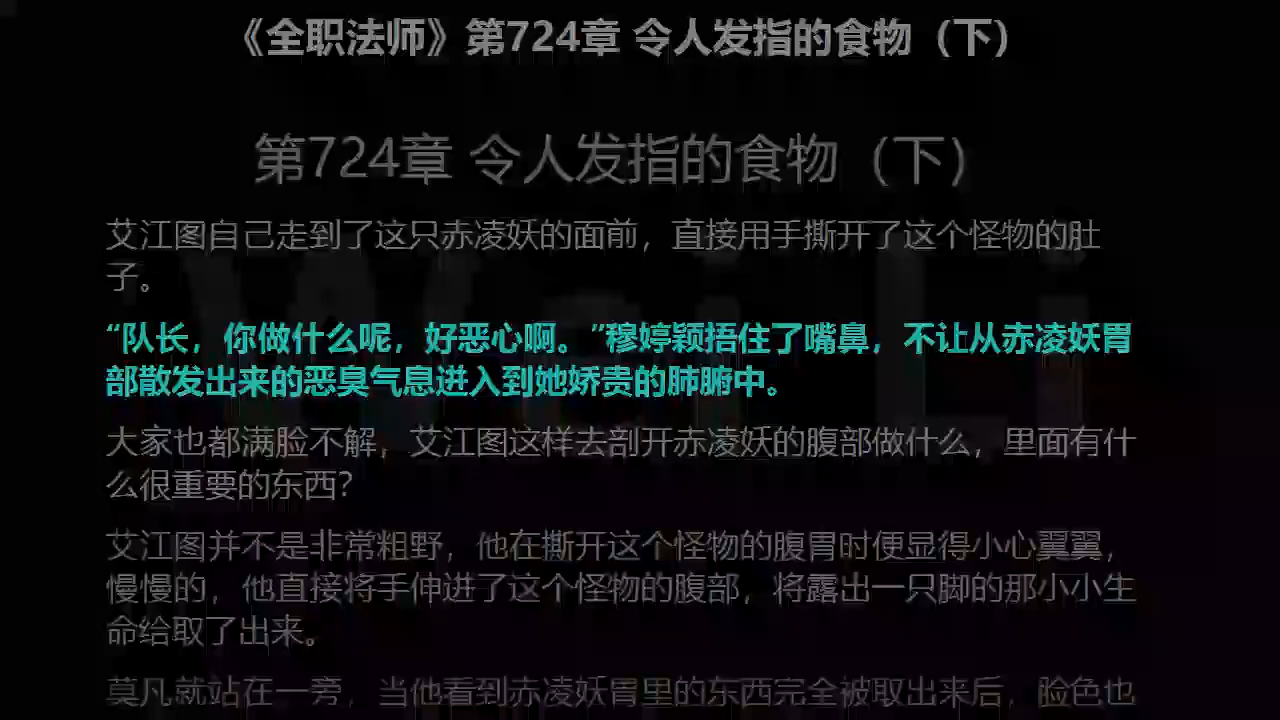 《全职法师》第724章 令人发指的食物（下）
第724章 令人发指的食物（下）
艾江图自己走到了这只赤凌妖的面前，直接用手撕开了这个怪物的肚
子。
“队长，你做什么呢，好恶心啊。”穆婷颖捂住了嘴鼻，不让从赤凌妖胃
部散发出来的恶臭气息进入到她娇贵的肺腑中。
大家也都满脸不解，艾江图这样去剖开赤凌妖的腹部做什么，里面有什
么很重要的东西？
艾江图并不是非常粗野，他在撕开这个怪物的腹胃时便显得小心翼翼，
慢慢的，他直接将手伸进了这个怪物的腹部，将露出一只脚的那小小生
命给取了出来。
莫凡就站在一旁，当他看到赤凌妖胃里的东西完全被取出来后，脸色也
Wei Li